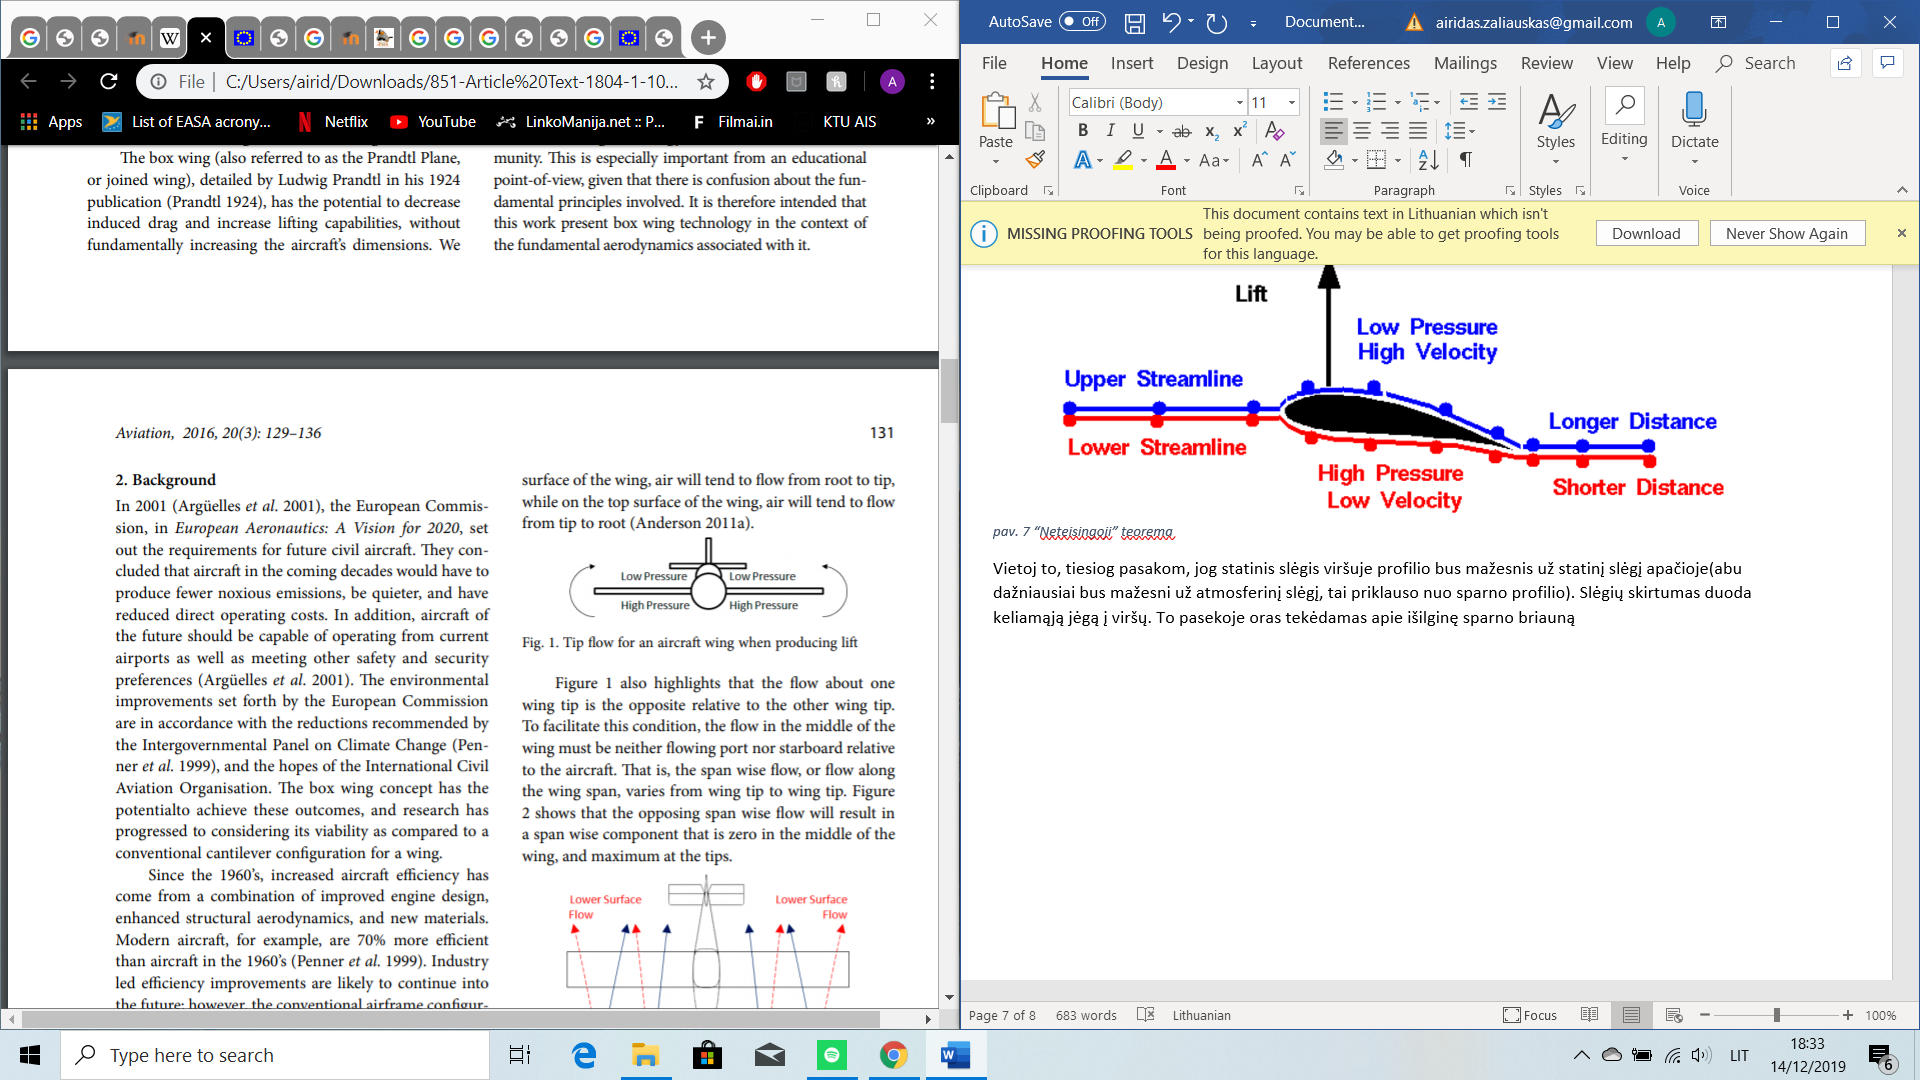 File
C:/Users/airid/Downloads/851-Article%20Text-1804-1-10...
A
Apps
List of EASA acrony...
Netflix
YouTube
LinkoManija.net :: P...
Filmai.in
KTU AIS
»
The box wing (also referred to as the Prandtl Plane,
or joined wing), detailed by Ludwig Prandtl in his 1924
publication (Prandtl 1924), has the potential to decrease
induced drag and increase lifting capabilities, without
fundamentally increasing the aircraft's dimensions. We
munity. This is especially important from an educational
point-of-view, given that there is confusion about the fun-
damental principles involved. It is therefore intended that
this work present box wing technology in the context of
the fundamental aerodynamics associated with it.
Aviation, 2016, 20(3): 129–136
131
2. Background
In 2001 (Argüelles et al. 2001), the European Commis-
sion, in European Aeronautics: A Vision for 2020, set
out the requirements for future civil aircraft. They con-
cluded that aircraft in the coming decades would have to
produce fewer noxious emissions, be quieter, and have
reduced direct operating costs. In addition, aircraft of
the future should be capable of operating from current
airports as well as meeting other safety and security
preferences (Argüelles et al. 2001). The environmental
improvements set forth by the European Commission
are in accordance with the reductions recommended by
the Intergovernmental Panel on Climate Change (Pen-
ner et al. 1999), and the hopes of the International Civil
Aviation Organisation. The box wing concept has the
potentialto achieve these outcomes, and research has
progressed to considering its viability as compared to a
conventional cantilever configuration for a wing.
Since the 1960's, increased aircraft efficiency has
come from a combination of improved engine design,
enhanced structural aerodynamics, and new materials.
Modern aircraft, for example, are 70% more efficient
than aircraft in the 1960's (Penner et al. 1999). Industry
led efficiency improvements are likely to continue into
the future; however, the conventional airframe configur-
surface of the wing, air will tend to flow from root to tip,
while on the top surface of the wing, air will tend to flow
from tip to root (Anderson 2011a).
Low Pressure
Low Pressure
High Pressure
High Pressure
Fig. 1. Tip flow for an aircraft wing when producing lift
Figure 1 also highlights that the flow about one
wing tip is the opposite relative to the other wing tip.
To facilitate this condition, the flow in the middle of the
wing must be neither flowing port nor starboard relative
to the aircraft. That is, the span wise flow, or flow along
the wing span, varies from wing tip to wing tip. Figure
2 shows that the opposing span wise flow will result in
a span wise component that is zero in the middle of the
wing, and maximum at the tips.
Lower Surface
Flow
Lower Surface
Flow
AutoSave
Off
Document...
airidas.zaliauskas@gmail.com
A
File
Home
Insert
Design
Layout
References
Mailings
Review
View
Help
Search
Paste
Clipboard
Calibri (Body)
11
Font
Paragraph
Styles
Styles
Editing
Dictate
Voice
MISSING PROOFING TOOLS
This document contains text in Lithuanian which isn't
being proofed. You may be able to get proofing tools
for this language.
Download
Never Show Again
Lift
Low Pressure
High Velocity
Upper Streamline
Lower Streamline
Longer Distance
High Pressure
Low Velocity
Shorter Distance
pav. 7 "Neteisingoji" teorema
Vietoj to, tiesiog pasakom, jog statinis slėgis viršuje profilio bus mažesnis už statinį slėgį apačioje(abu
dažniausiai bus mažesni už atmosferinį slėgį, tai priklauso nuo sparno profilio). Slėgių skirtumas duoda
keliamąją jėgą į viršų. To pasekoje oras tekėdamas apie išilginę sparno briauną
Page 7 of 8
683 words
Lithuanian
Focus
100%
Type here to search
LIT
18:33
14/12/2019
6